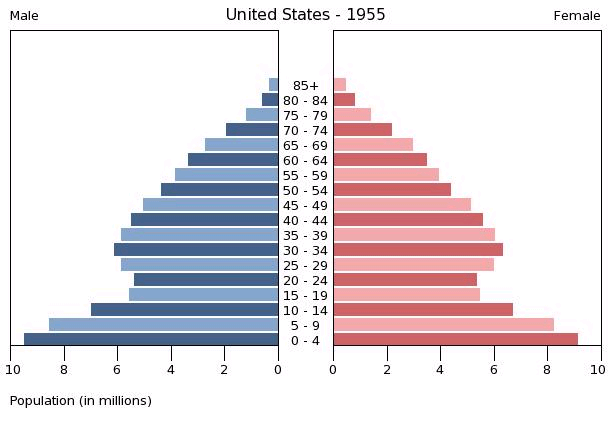 United States - 1955
Male
Female
85+
80 - 84
75 - 79
70 - 74
65 - 69
60 - 64
55 - 59
50 - 54
45 - 49
40 - 44
35 - 39
30 - 34
25 - 29
20 - 24
15 - 19
10 - 14
5 - 9
0 - 4
10 8 6 4 2 0 0 2 4 6 8 10
Population (in millions)